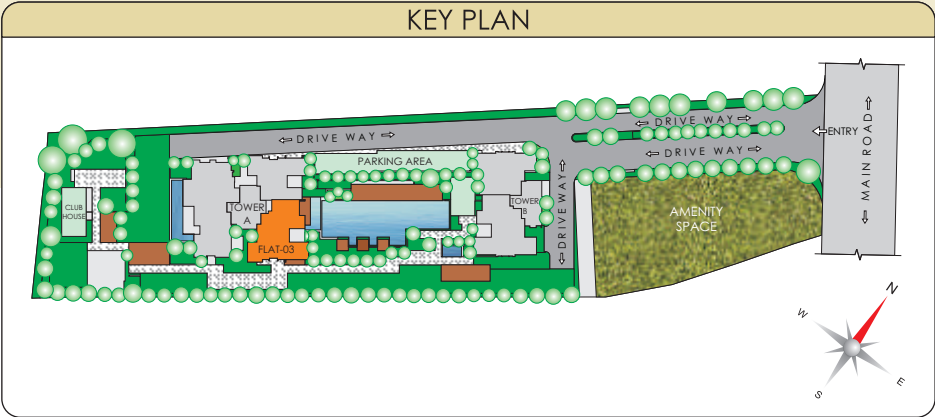 KEY PLAN
DRIVE WAY
DRIVE WAY
DRIVE WAY
ENTRY
MAIN ROAD
PARKING AREA
DRIVE WAY
CLUB
HOUSE
TOWER
A
FLAT-03
TOWER
B
AMENITY
SPACE
N
W
E
S